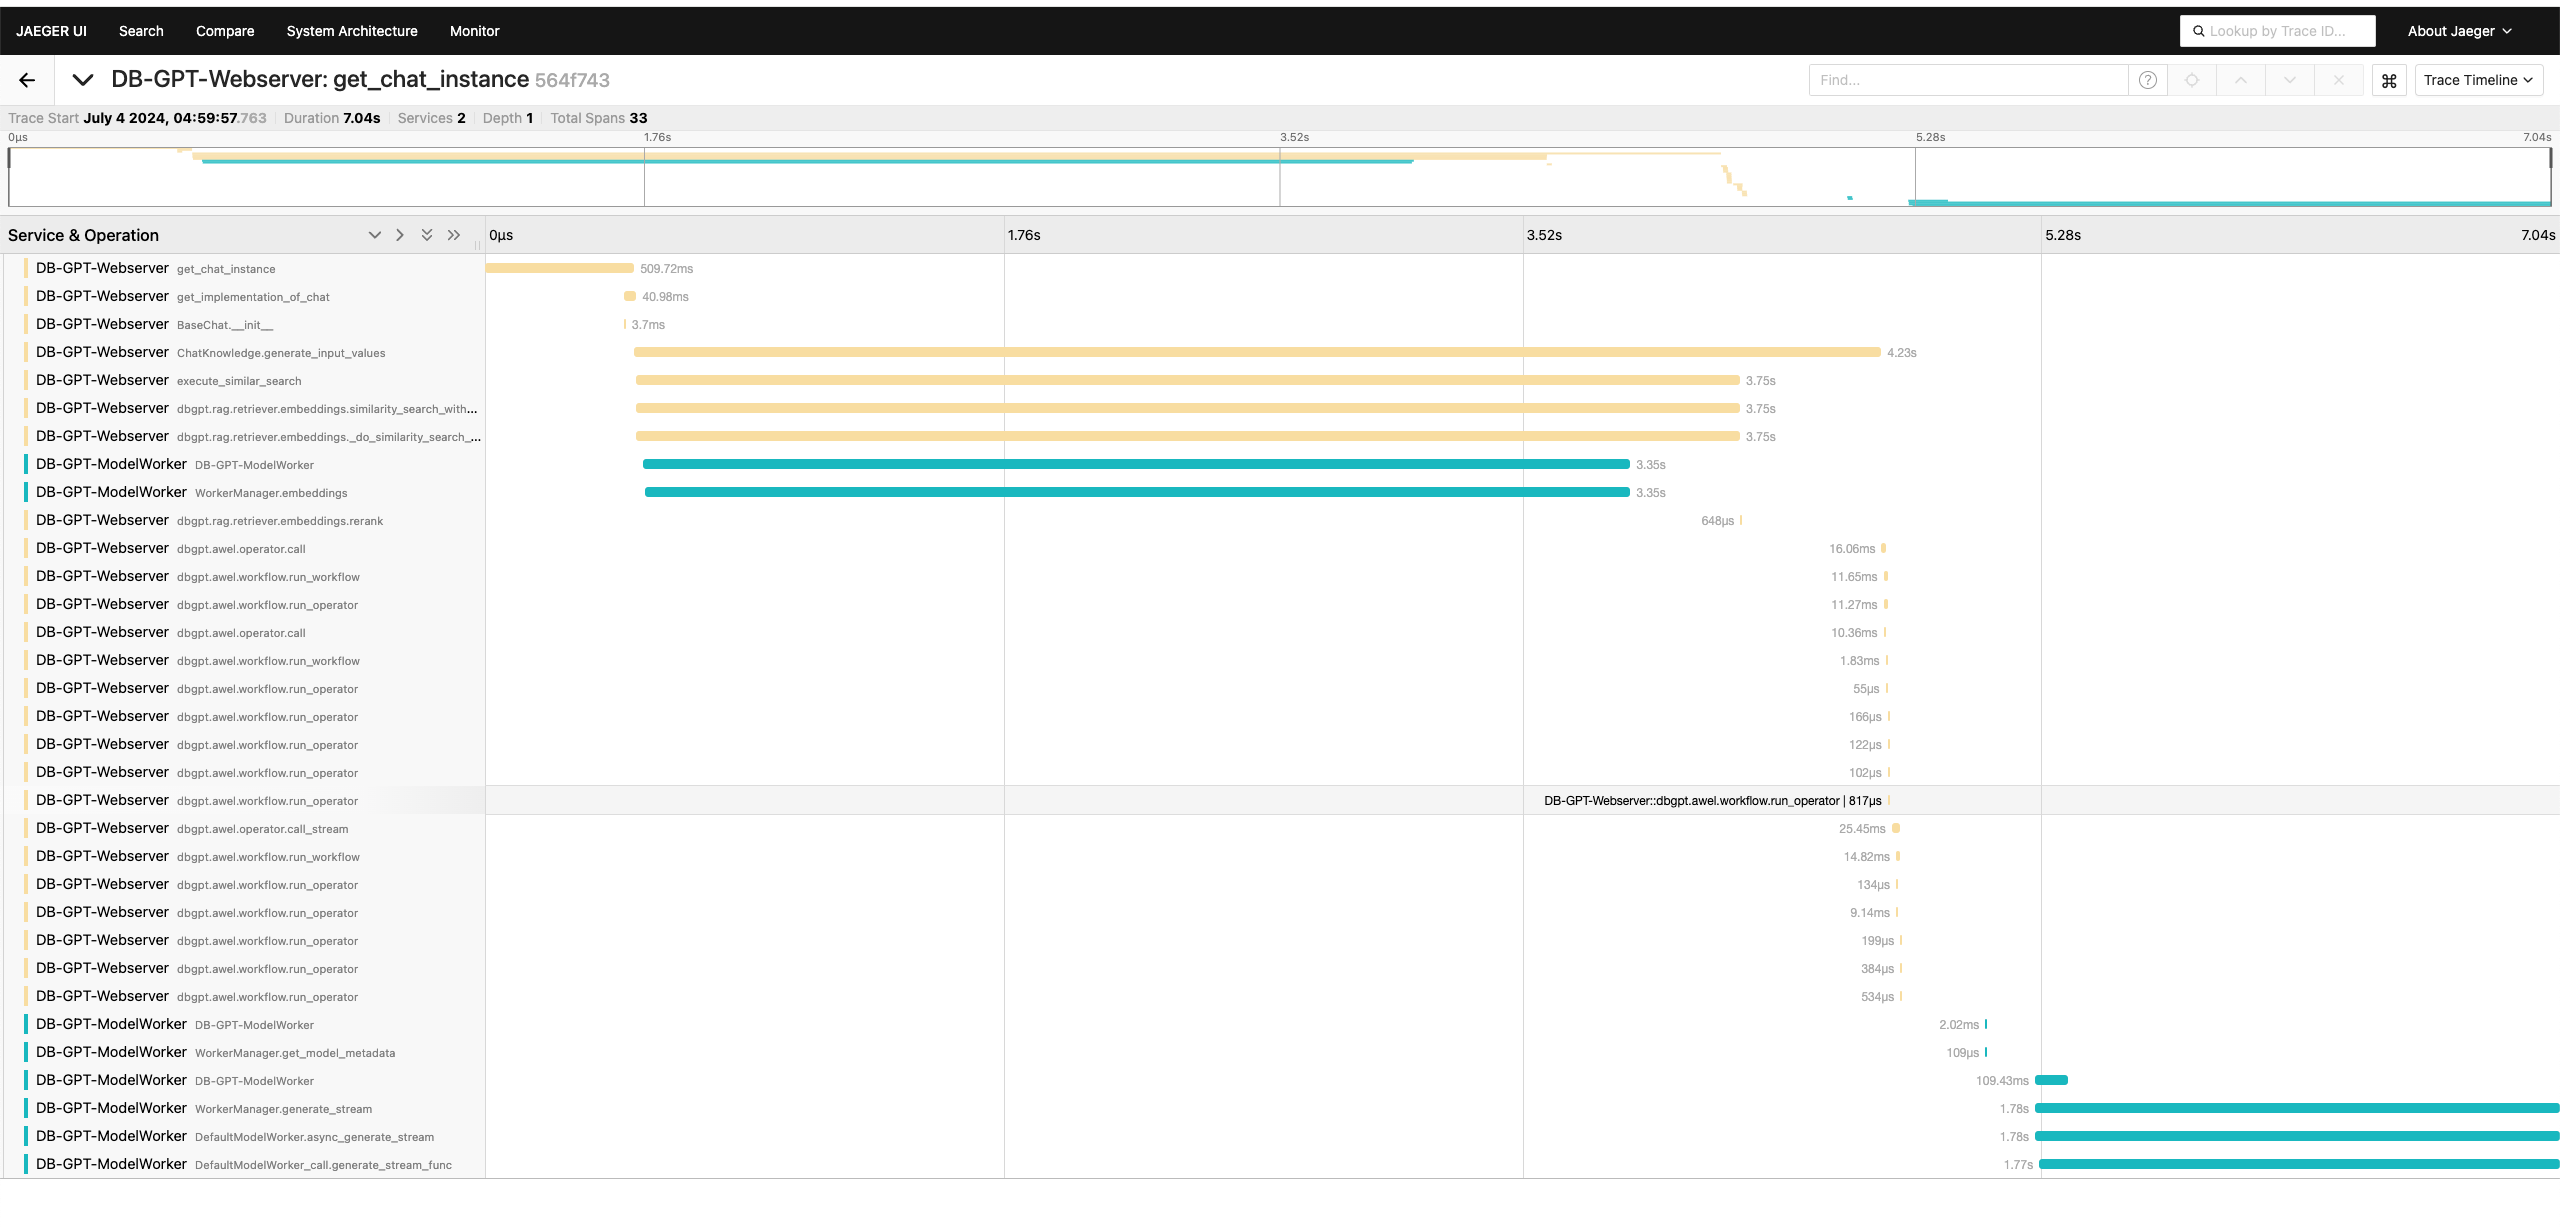 JAEGER UI Search Compare System Architecture Monitor Lookup by Trace ID... About Jaeger
DB-GPT-Webserver: get_chat_instance 564f743 Find... ? ⌘ Trace Timeline
Trace Start July 4 2024, 04:59:57.763 Duration 7.04s Services 2 Depth 1 Total Spans 33
0μs 1.76s 3.52s 5.28s 7.04s
Service & Operation 0μs 1.76s 3.52s 5.28s 7.04s
DB-GPT-Webserver get_chat_instance 509.72ms
DB-GPT-Webserver get_implementation_of_chat 40.98ms
DB-GPT-Webserver BaseChat.__init__ 3.7ms
DB-GPT-Webserver ChatKnowledge.generate_input_values 4.23s
DB-GPT-Webserver execute_similar_search 3.75s
DB-GPT-Webserver dbgpt.rag.retriever.embeddings.similarity_search_with... 3.75s
DB-GPT-Webserver dbgpt.rag.retriever.embeddings._do_similarity_search_... 3.75s
DB-GPT-ModelWorker DB-GPT-ModelWorker 3.35s
DB-GPT-ModelWorker WorkerManager.embeddings 3.35s
DB-GPT-Webserver dbgpt.rag.retriever.embeddings.rerank 648μs
DB-GPT-Webserver dbgpt.awel.operator.call 16.06ms
DB-GPT-Webserver dbgpt.awel.workflow.run_workflow 11.65ms
DB-GPT-Webserver dbgpt.awel.workflow.run_operator 11.27ms
DB-GPT-Webserver dbgpt.awel.operator.call 10.36ms
DB-GPT-Webserver dbgpt.awel.workflow.run_workflow 1.83ms
DB-GPT-Webserver dbgpt.awel.workflow.run_operator 55μs
DB-GPT-Webserver dbgpt.awel.workflow.run_operator 166μs
DB-GPT-Webserver dbgpt.awel.workflow.run_operator 122μs
DB-GPT-Webserver dbgpt.awel.workflow.run_operator 102μs
DB-GPT-Webserver dbgpt.awel.workflow.run_operator DB-GPT-Webserver::dbgpt.awel.workflow.run_operator | 817μs
DB-GPT-Webserver dbgpt.awel.operator.call_stream 25.45ms
DB-GPT-Webserver dbgpt.awel.workflow.run_workflow 14.82ms
DB-GPT-Webserver dbgpt.awel.workflow.run_operator 134μs
DB-GPT-Webserver dbgpt.awel.workflow.run_operator 9.14ms
DB-GPT-Webserver dbgpt.awel.workflow.run_operator 199μs
DB-GPT-Webserver dbgpt.awel.workflow.run_operator 384μs
DB-GPT-Webserver dbgpt.awel.workflow.run_operator 534μs
DB-GPT-ModelWorker DB-GPT-ModelWorker 2.02ms
DB-GPT-ModelWorker WorkerManager.get_model_metadata 109μs
DB-GPT-ModelWorker DB-GPT-ModelWorker 109.43ms
DB-GPT-ModelWorker WorkerManager.generate_stream 1.78s
DB-GPT-ModelWorker DefaultModelWorker.async_generate_stream 1.78s
DB-GPT-ModelWorker DefaultModelWorker_call.generate_stream_func 1.77s